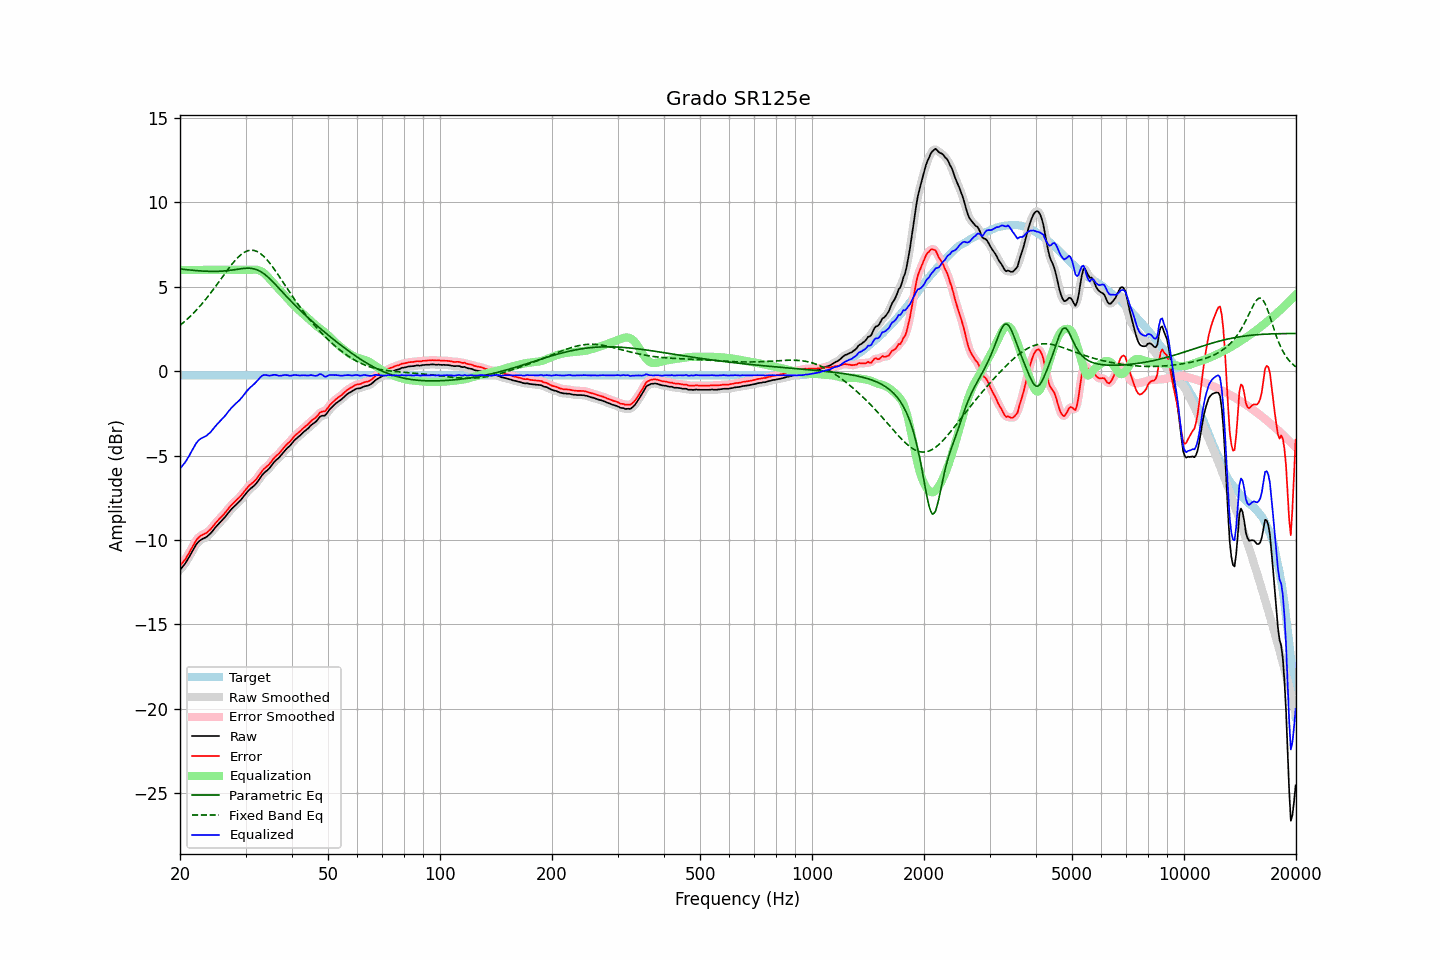 Grado SR125e
15
10
5
0
−5
−10
−15
−20
−25
Amplitude (dBr)
Target
Raw Smoothed
Error Smoothed
Raw
Error
Equalization
Parametric Eq
Fixed Band Eq
Equalized
20 50 100 200 500 1000 2000 5000 10000 20000
Frequency (Hz)